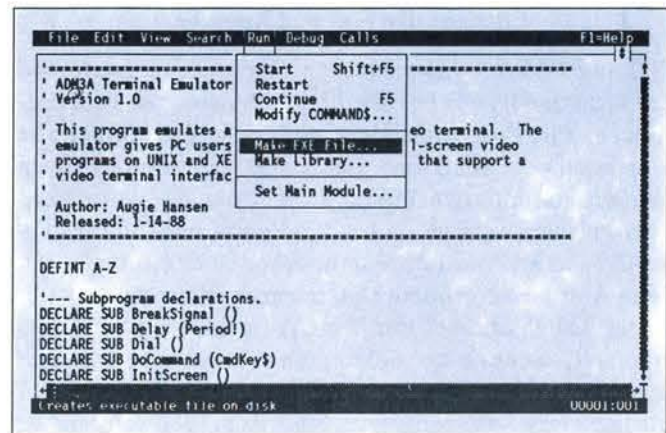 File Edit View Search Run Debug Calls F1=Help
' ADM3A Terminal Emulator
' Version 1.0
'
' This program emulates a
' emulator gives PC users
' programs on UNIX and XE
' video terminal interfac
'
' Author: Augie Hansen
' Released: 1-14-88
Start Shift+F5
Restart
Continue F5
Modify COMMAND$...
Make EXE File...
Make Library...
Set Main Module...
eo terminal. The
l-screen video
that support a
DEFINT A-Z
'--- Subprogram declarations.
DECLARE SUB BreakSignal ()
DECLARE SUB Delay (Period!)
DECLARE SUB Dial ()
DECLARE SUB DoCommand (CmdKey$)
DECLARE SUB InitScreen ()
Creates executable file on disk 00001:001